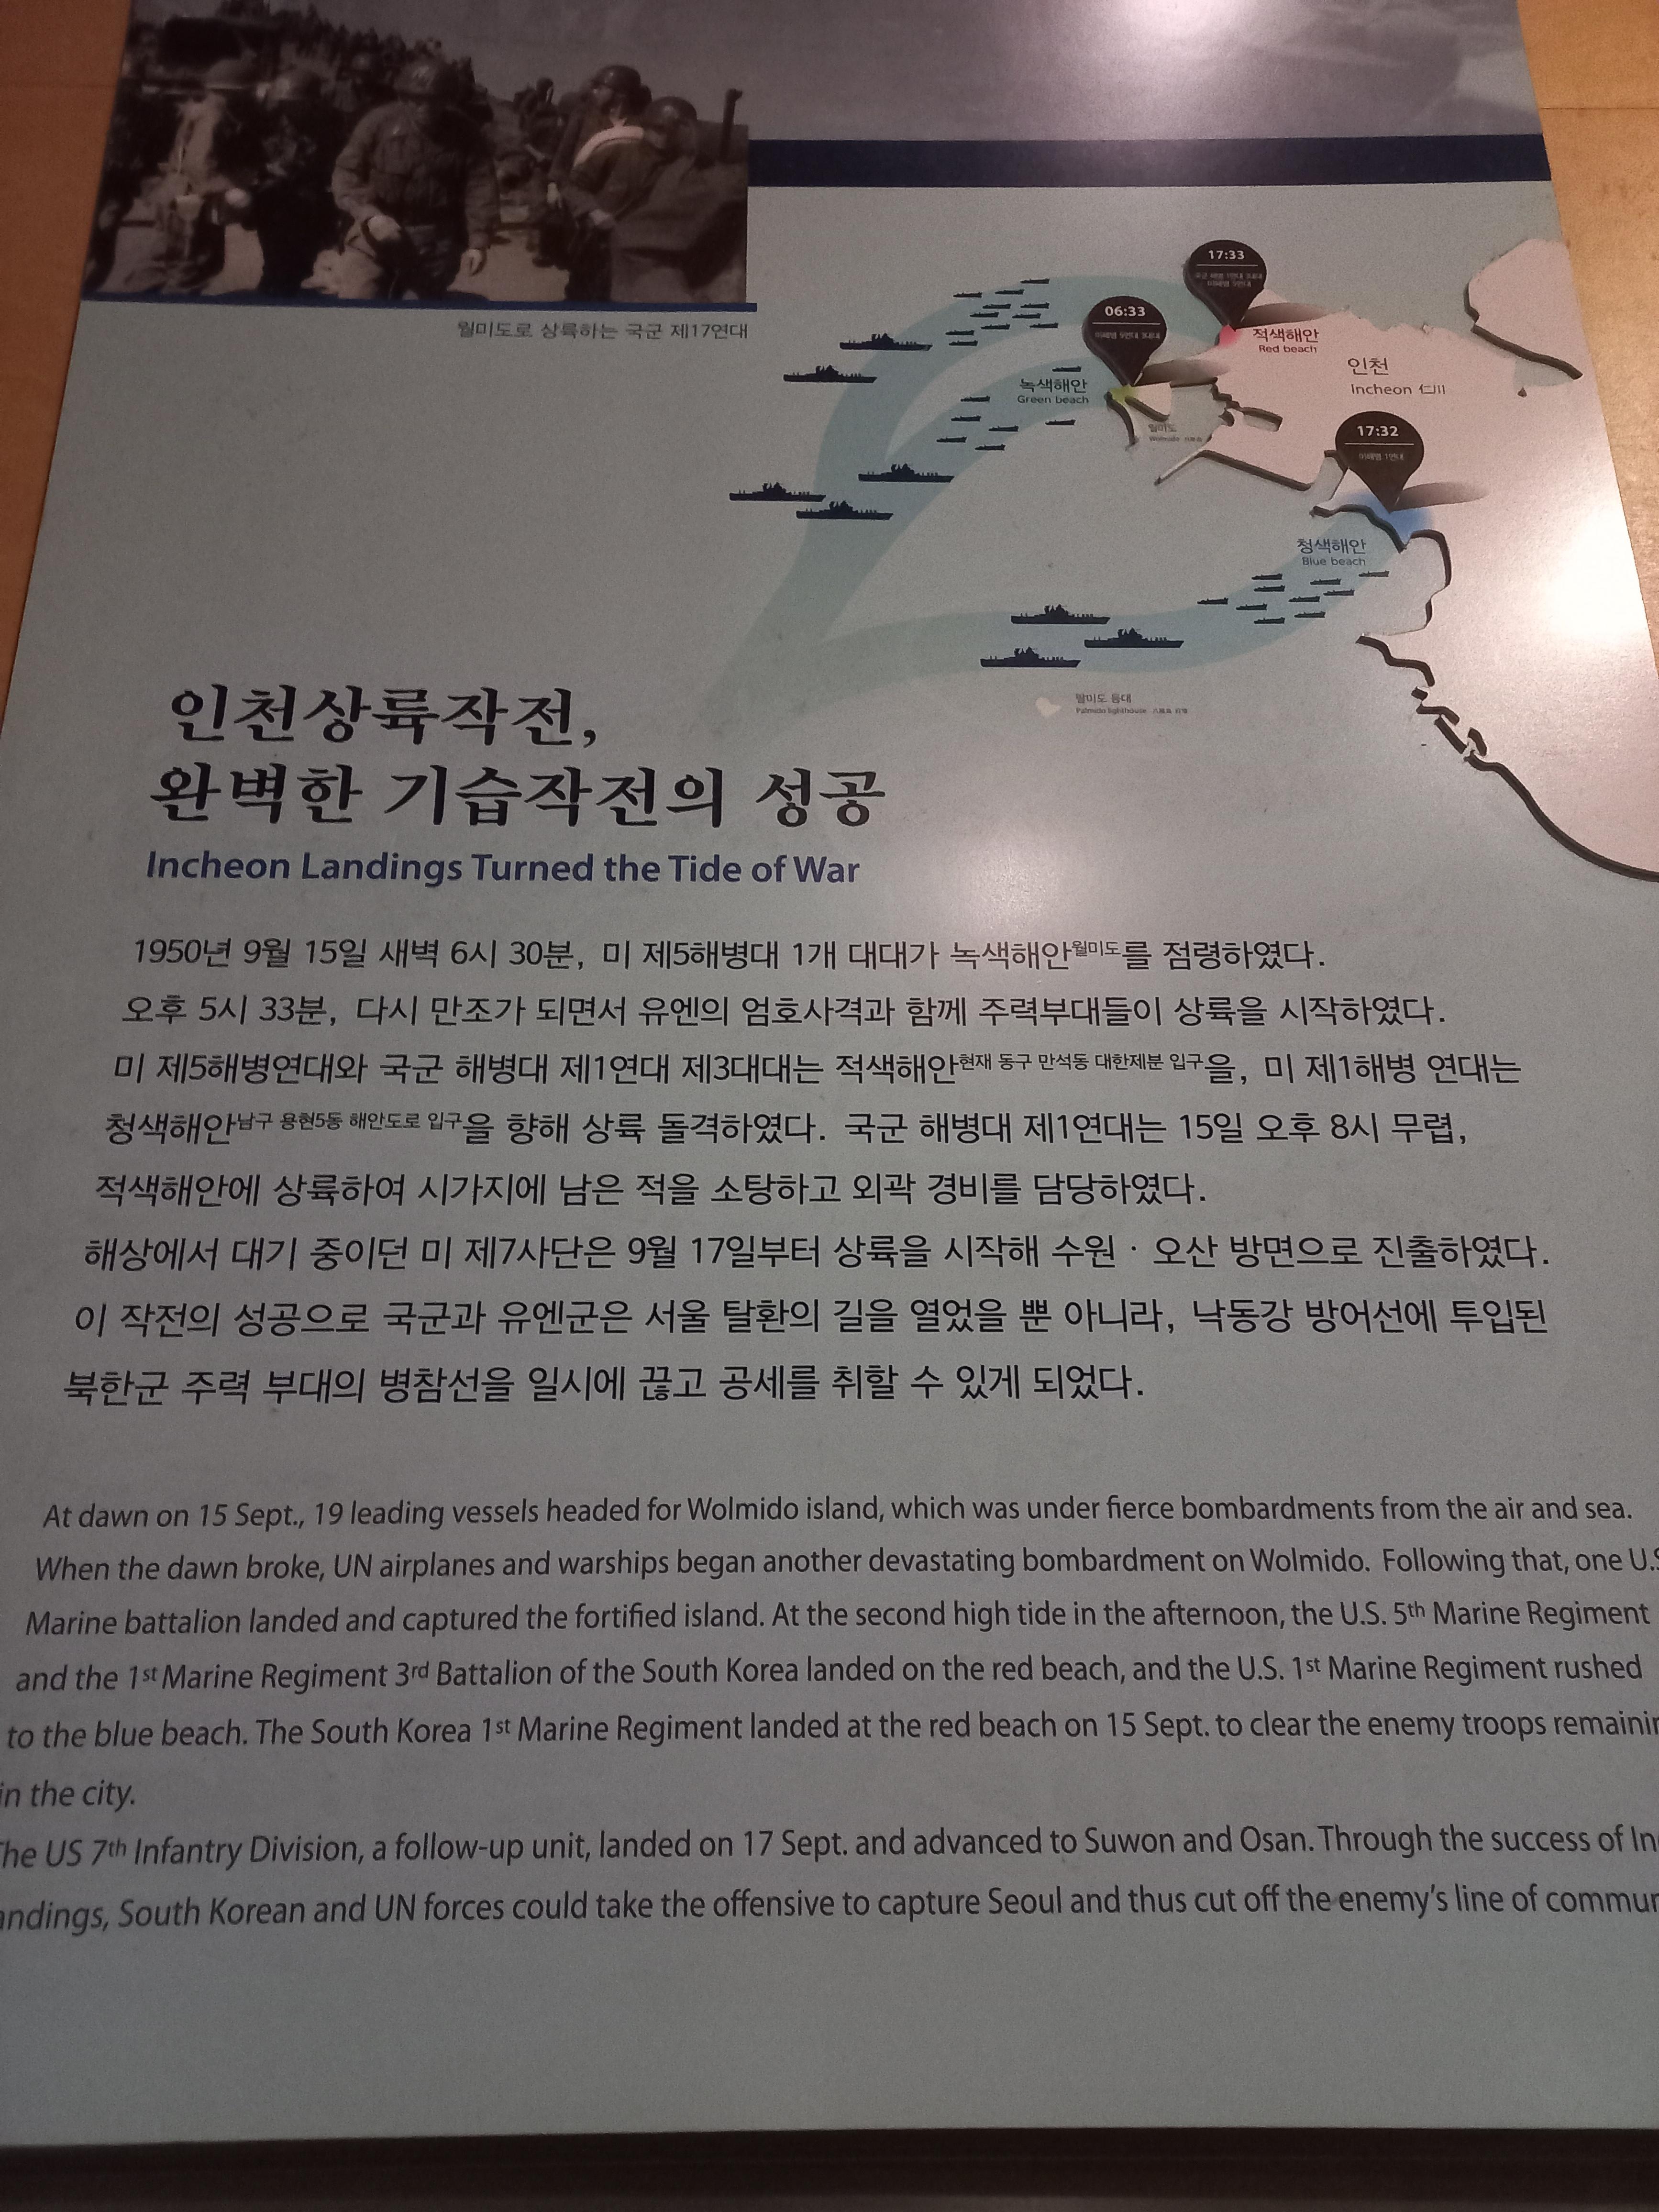 월미도로 상륙하는 국군 제17연대
17:33
06:33
적색해안
Red beach
인천
Incheon 仁川
녹색해안
Green beach
월미도
Wolmido
17:32
미해병 1연대
청색해안
Blue beach
팔미도 등대
Palmido lighthouse
인천상륙작전,
완벽한 기습작전의 성공
Incheon Landings Turned the Tide of War
1950년 9월 15일 새벽 6시 30분, 미 제5해병대 1개 대대가 녹색해안월미도를 점령하였다.
오후 5시 33분, 다시 만조가 되면서 유엔의 엄호사격과 함께 주력부대들이 상륙을 시작하였다.
미 제5해병연대와 국군 해병대 제1연대 제3대대는 적색해안현재 동구 만석동 대한제분 입구을, 미 제1해병 연대는
청색해안남구 용현5동 해안도로 입구을 향해 상륙 돌격하였다. 국군 해병대 제1연대는 15일 오후 8시 무렵,
적색해안에 상륙하여 시가지에 남은 적을 소탕하고 외곽 경비를 담당하였다.
해상에서 대기 중이던 미 제7사단은 9월 17일부터 상륙을 시작해 수원 · 오산 방면으로 진출하였다.
이 작전의 성공으로 국군과 유엔군은 서울 탈환의 길을 열었을 뿐 아니라, 낙동강 방어선에 투입된
북한군 주력 부대의 병참선을 일시에 끊고 공세를 취할 수 있게 되었다.
At dawn on 15 Sept., 19 leading vessels headed for Wolmido island, which was under fierce bombardments from the air and sea.
When the dawn broke, UN airplanes and warships began another devastating bombardment on Wolmido. Following that, one U.S
Marine battalion landed and captured the fortified island. At the second high tide in the afternoon, the U.S. 5th Marine Regiment
and the 1st Marine Regiment 3rd Battalion of the South Korea landed on the red beach, and the U.S. 1st Marine Regiment rushed
to the blue beach. The South Korea 1st Marine Regiment landed at the red beach on 15 Sept. to clear the enemy troops remainin
in the city.
The US 7th Infantry Division, a follow-up unit, landed on 17 Sept. and advanced to Suwon and Osan. Through the success of In
andings, South Korean and UN forces could take the offensive to capture Seoul and thus cut off the enemy's line of commun